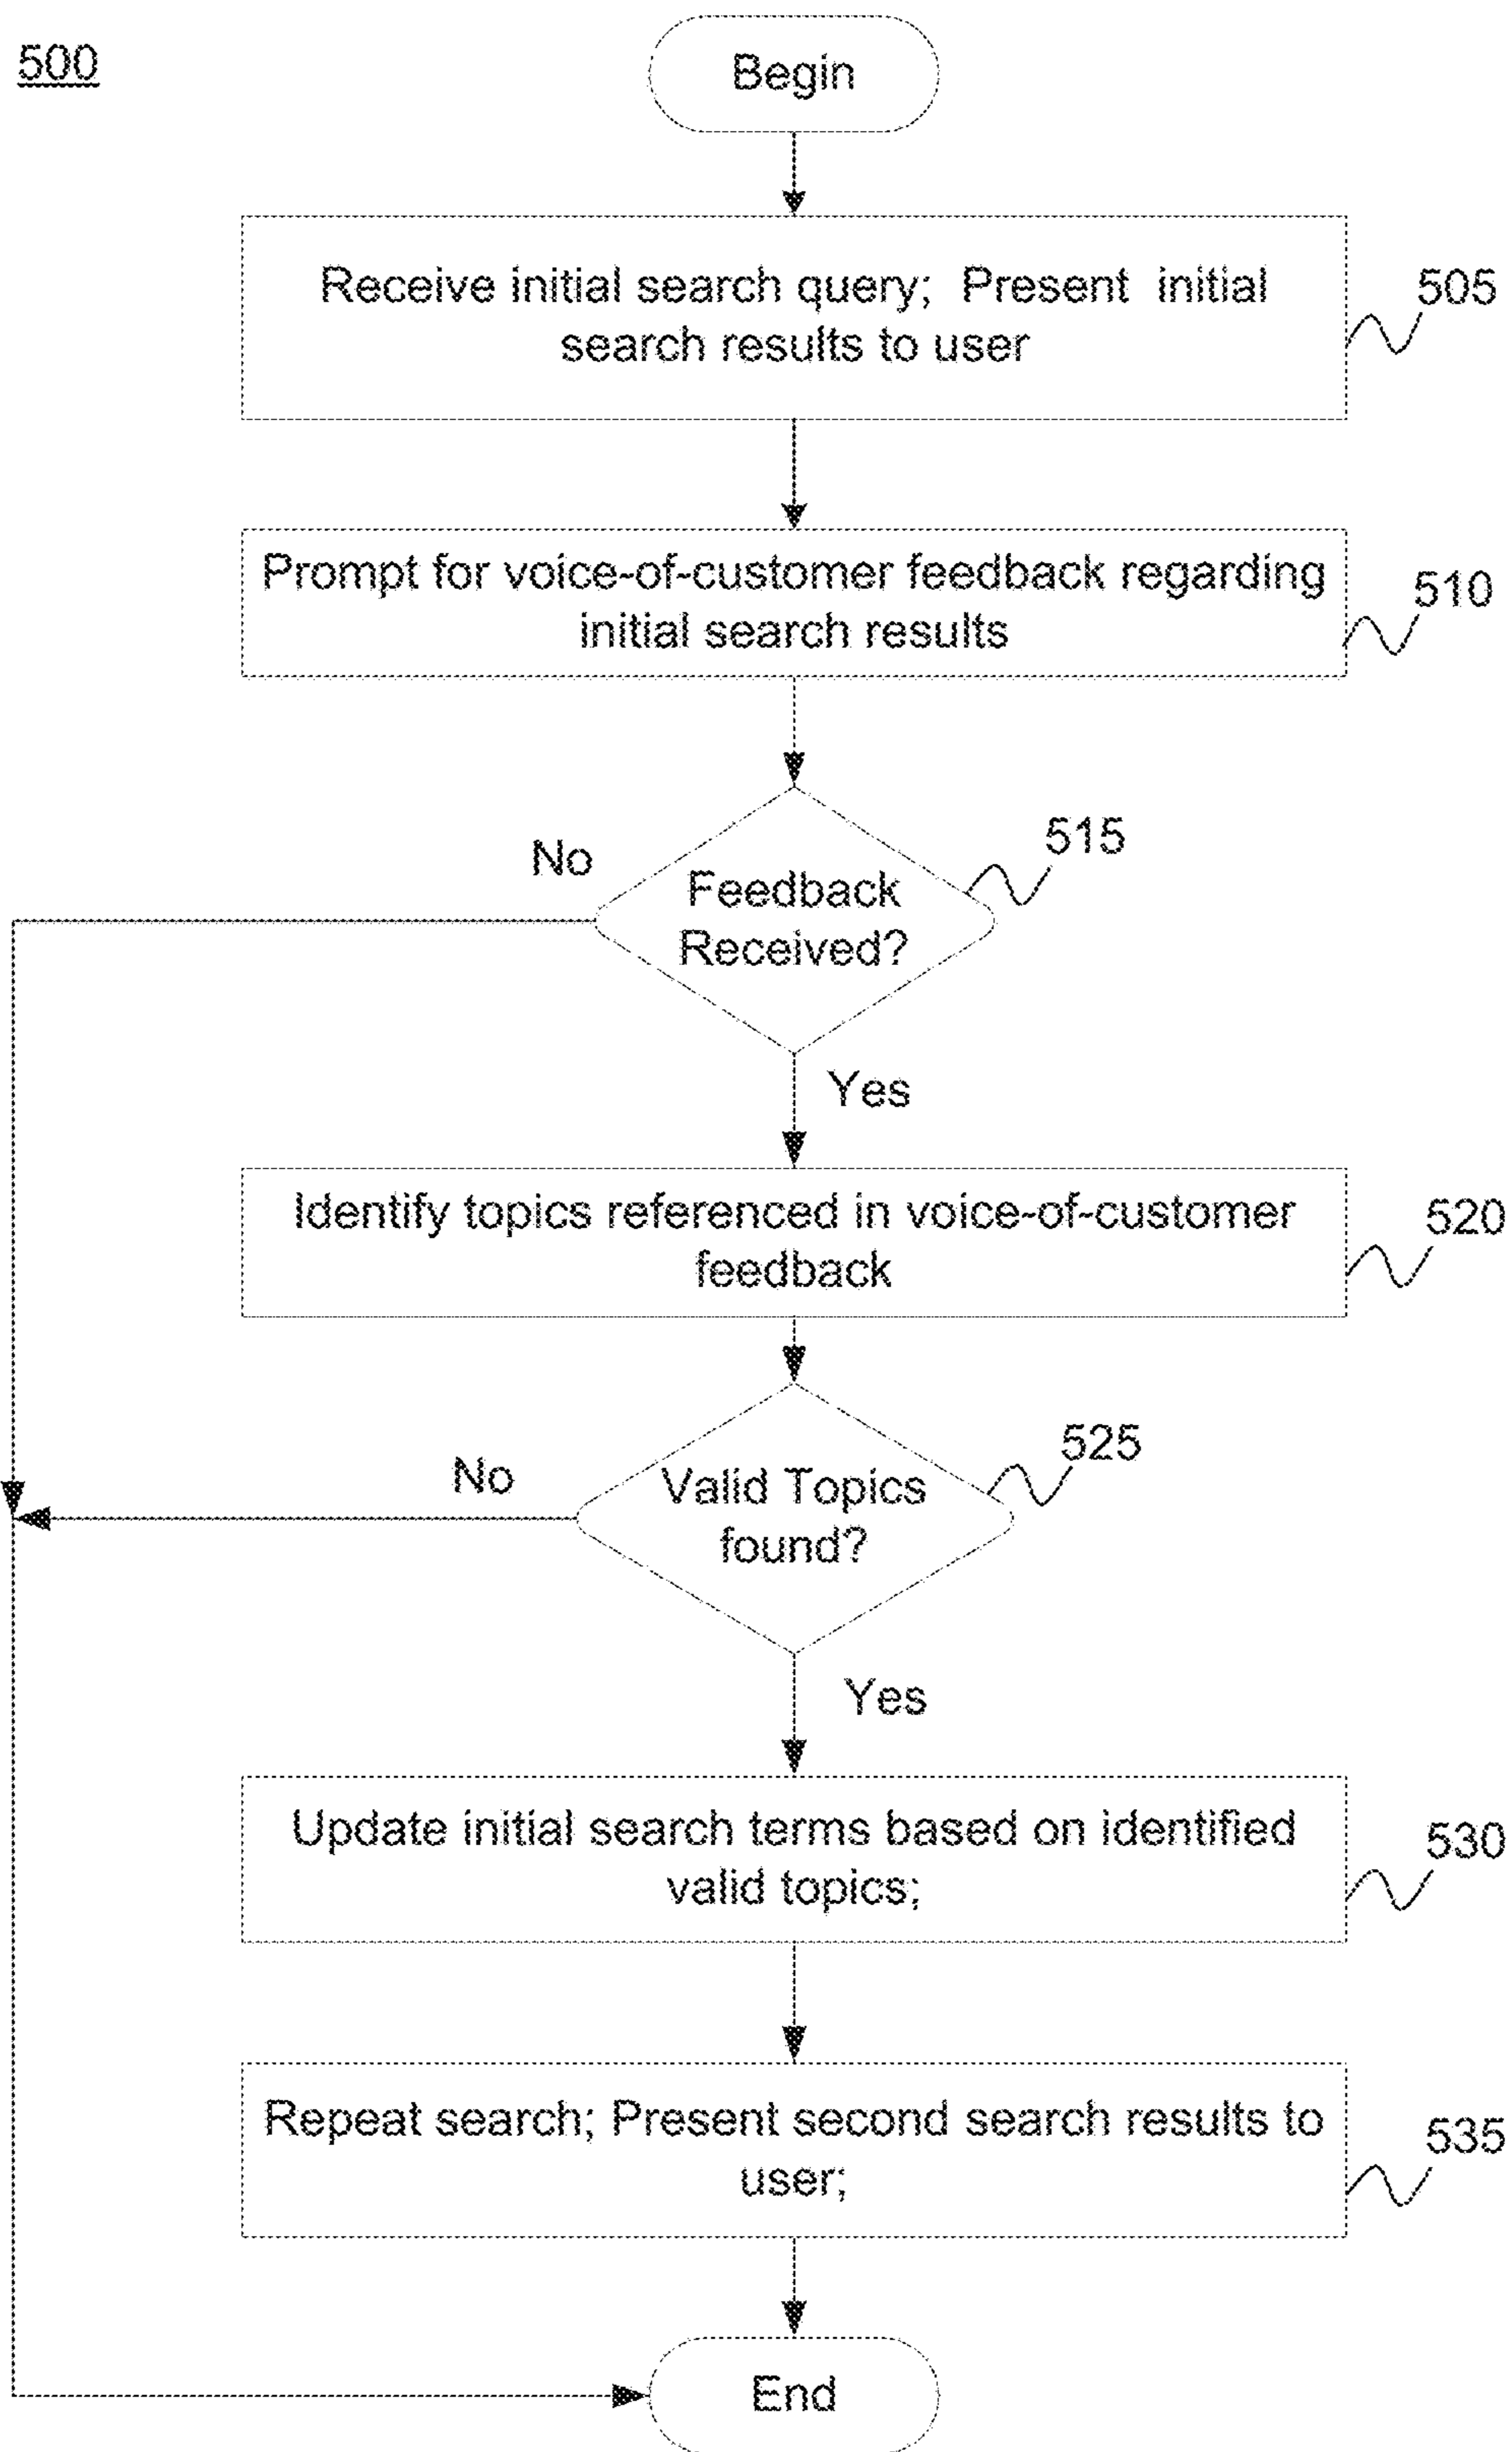 500
Begin
Receive initial search query;  Present  initial
search results to user
505
Prompt for voice-of-customer feedback regarding
initial search results
510
No
515
Feedback
Received?
Yes
Identify topics referenced in voice-of-customer
feedback
520
No
525
Valid Topics
found?
Yes
Update initial search terms based on identified
valid topics;
530
Repeat search; Present second search results to
user;
535
End